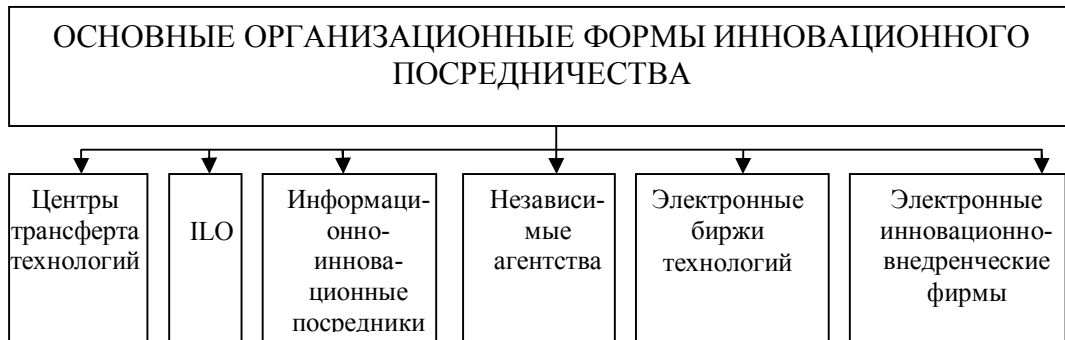 ОСНОВНЫЕ ОРГАНИЗАЦИОННЫЕ ФОРМЫ ИННОВАЦИОННОГО
ПОСРЕДНИЧЕСТВА
Центры
трансферта
технологий
ILO
Информаци-
онно-
иннова-
ционные
посредники
Независи-
мые
агентства
Электронные
биржи
технологий
Электронные
инновационно-
внедренческие
фирмы